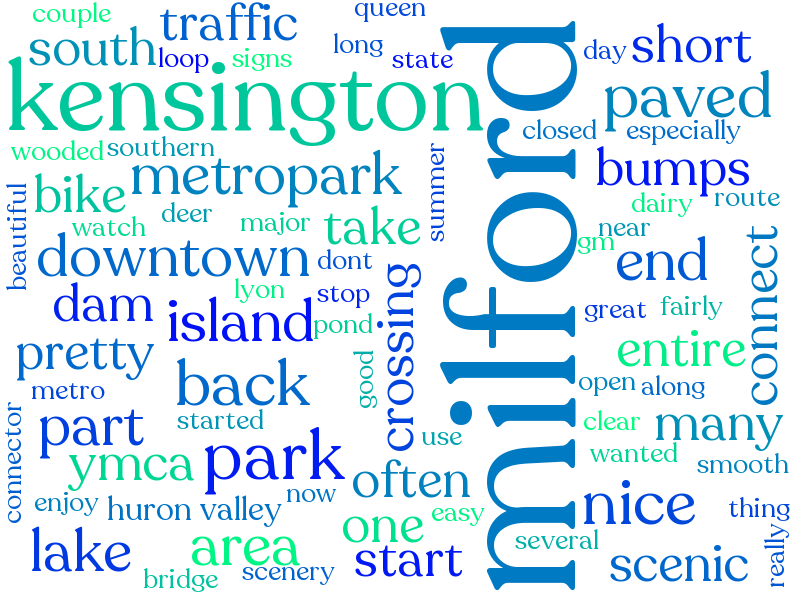 couple
queen
traffic
south
loop
signs
long
state
day
short
kensington
milford
paved
closed
especially
wooded
southern
metropark
bumps
bike
deer
watch
major
take
summer
dairy
route
near
gm
beautiful
downtown
dont
end
connect
lyon
stop
dam
island
pond
crossing
great
fairly
pretty
back
good
entire
metro
open
along
started
part
connector
clear
many
use
ymca
park
wanted
smooth
often
enjoy
huron valley
now
nice
thing
one
easy
lake
area
start
several
scenic
really
bridge
scenery